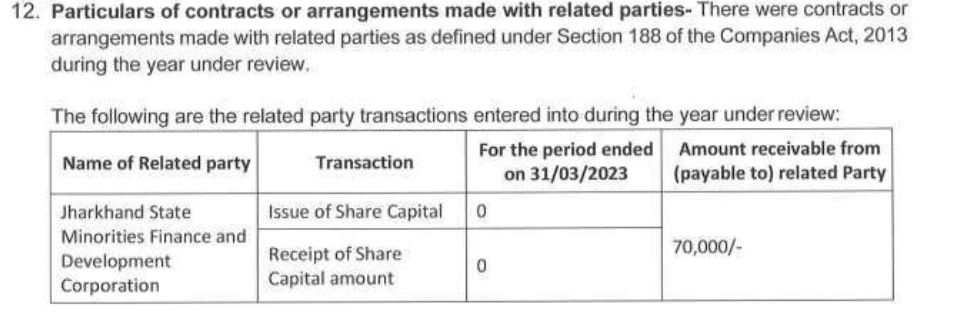 12. Particulars of contracts or arrangements made with related parties- There were contracts or
arrangements made with related parties as defined under Section 188 of the Companies Act, 2013
during the year under review.
The following are the related party transactions entered into during the year under review:
Name of Related party Transaction For the period ended on 31/03/2023 Amount receivable from (payable to) related Party
Jharkhand State Minorities Finance and Development Corporation Issue of Share Capital 0 70,000/-
Receipt of Share Capital amount 0